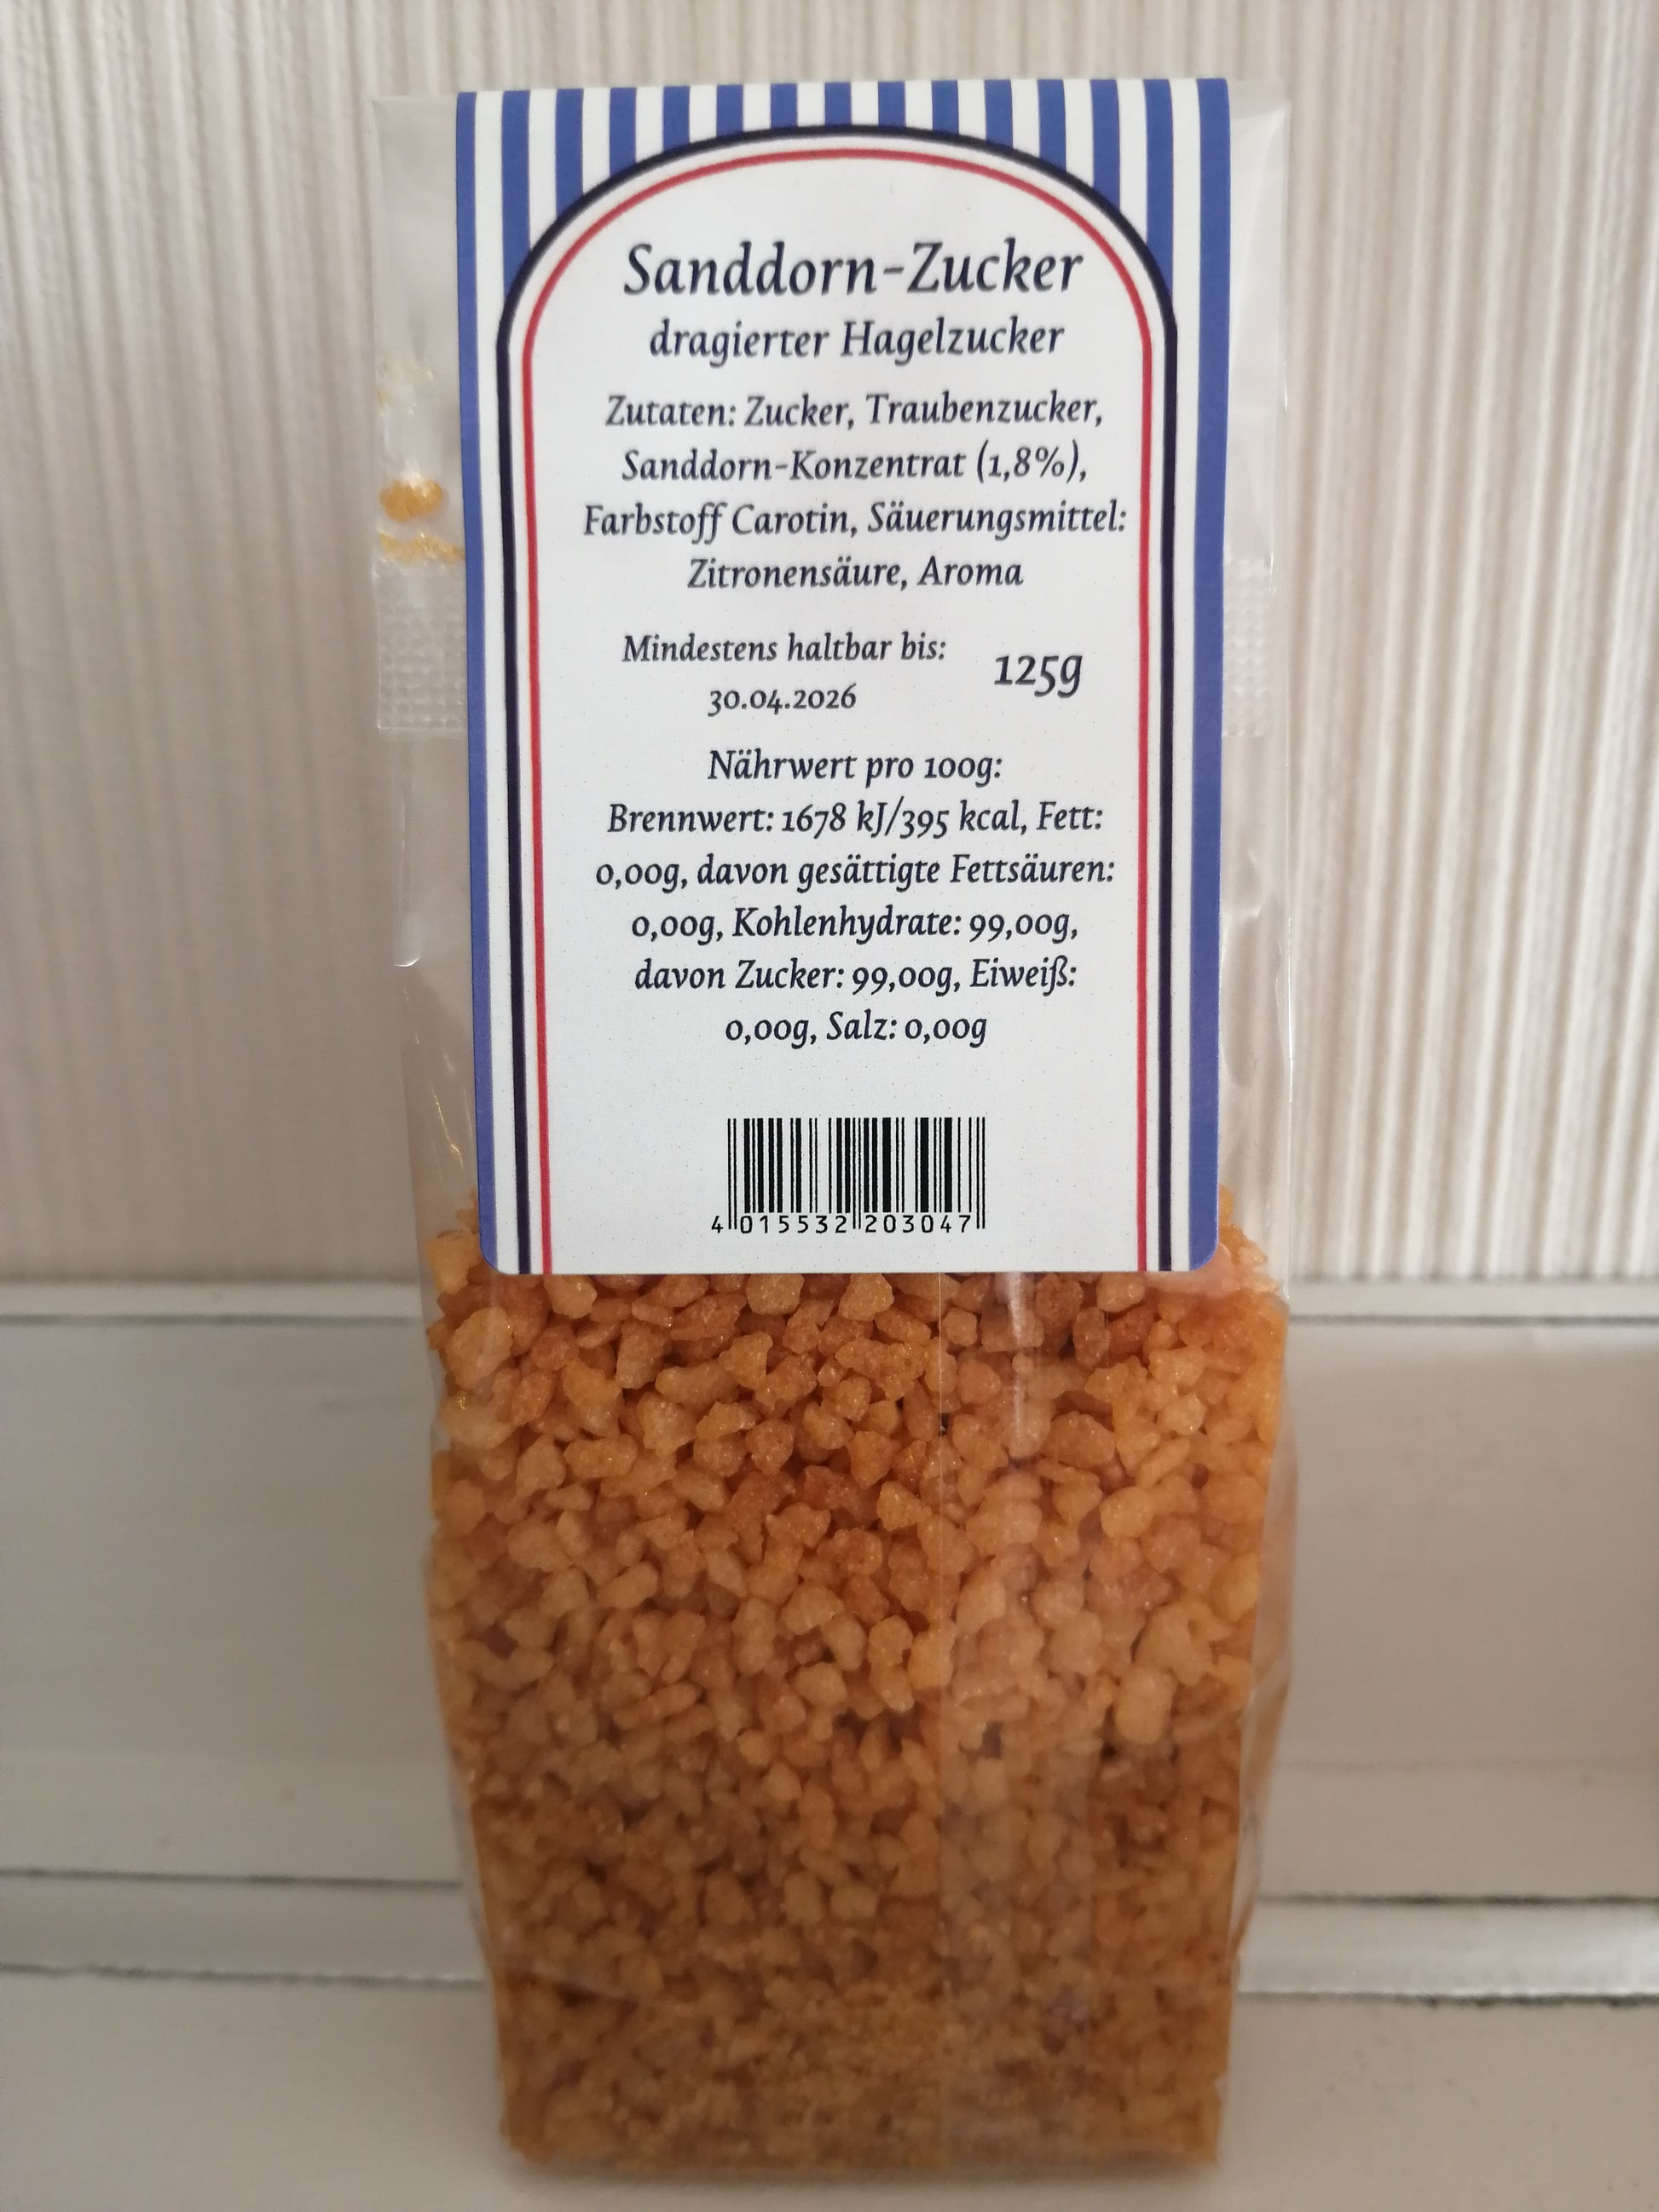 Sanddorn-Zucker
dragierter Hagelzucker
Zutaten: Zucker, Traubenzucker,
Sanddorn-Konzentrat (1,8%),
Farbstoff Carotin, Säuerungsmittel:
Zitronensäure, Aroma
Mindestens haltbar bis:
30.04.2026
125g
Nährwert pro 100g:
Brennwert: 1678 kJ/395 kcal, Fett:
0,00g, davon gesättigte Fettsäuren:
0,00g, Kohlenhydrate: 99,00g,
davon Zucker: 99,00g, Eiweiß:
0,00g, Salz: 0,00g
4 015532 203047